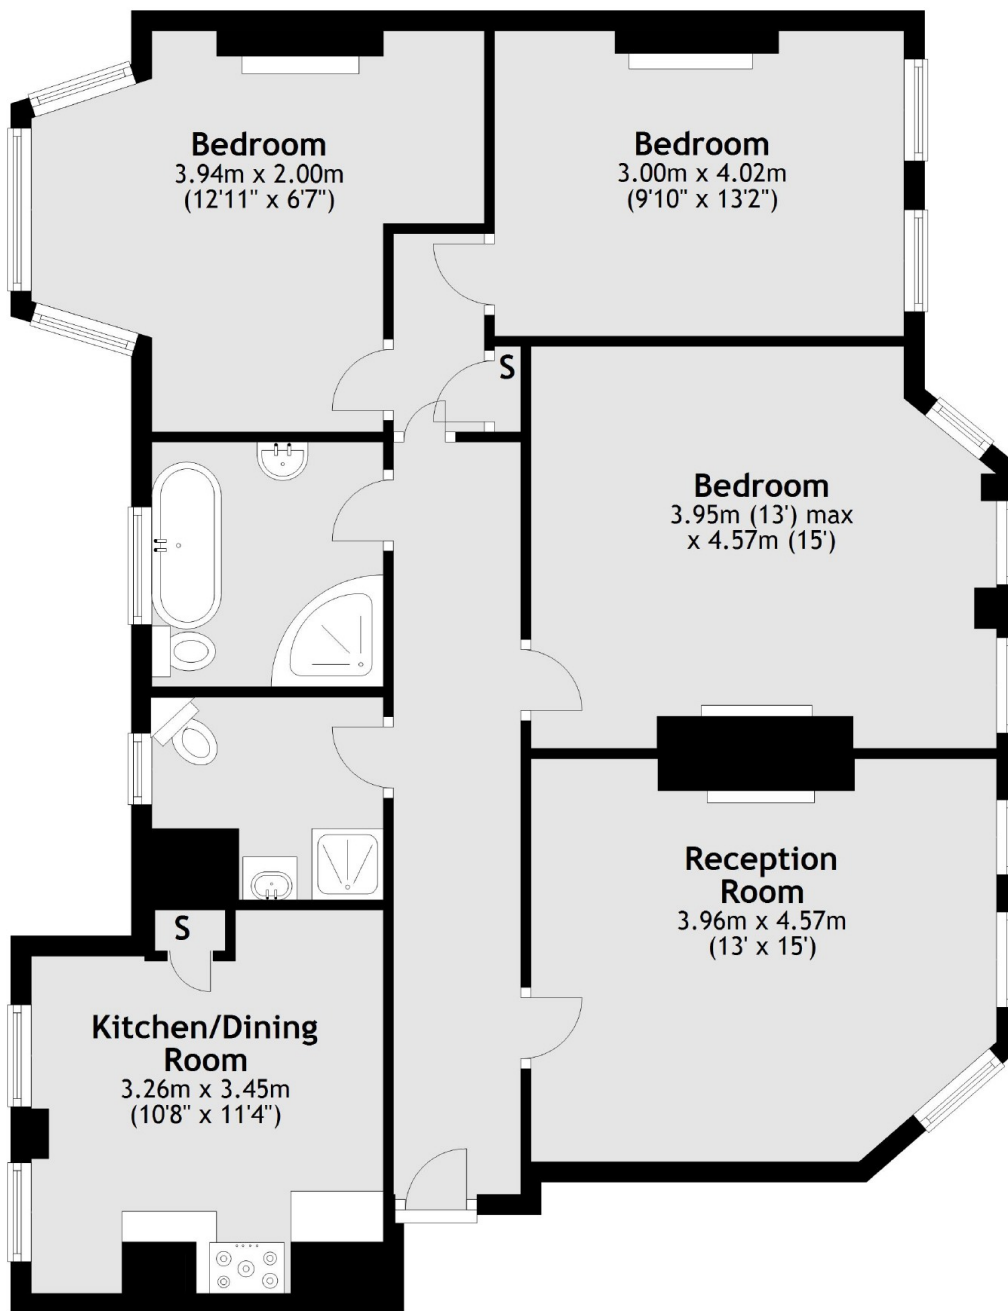 Bedroom
3.94m x 2.00m
(12'11" x 6'7")
Bedroom
3.00m x 4.02m
(9'10" x 13'2")
S
Bedroom
3.95m (13') max
x 4.57m (15')
Reception
Room
3.96m x 4.57m
(13' x 15')
S
Kitchen/Dining
Room
3.26m x 3.45m
(10'8" x 11'4")